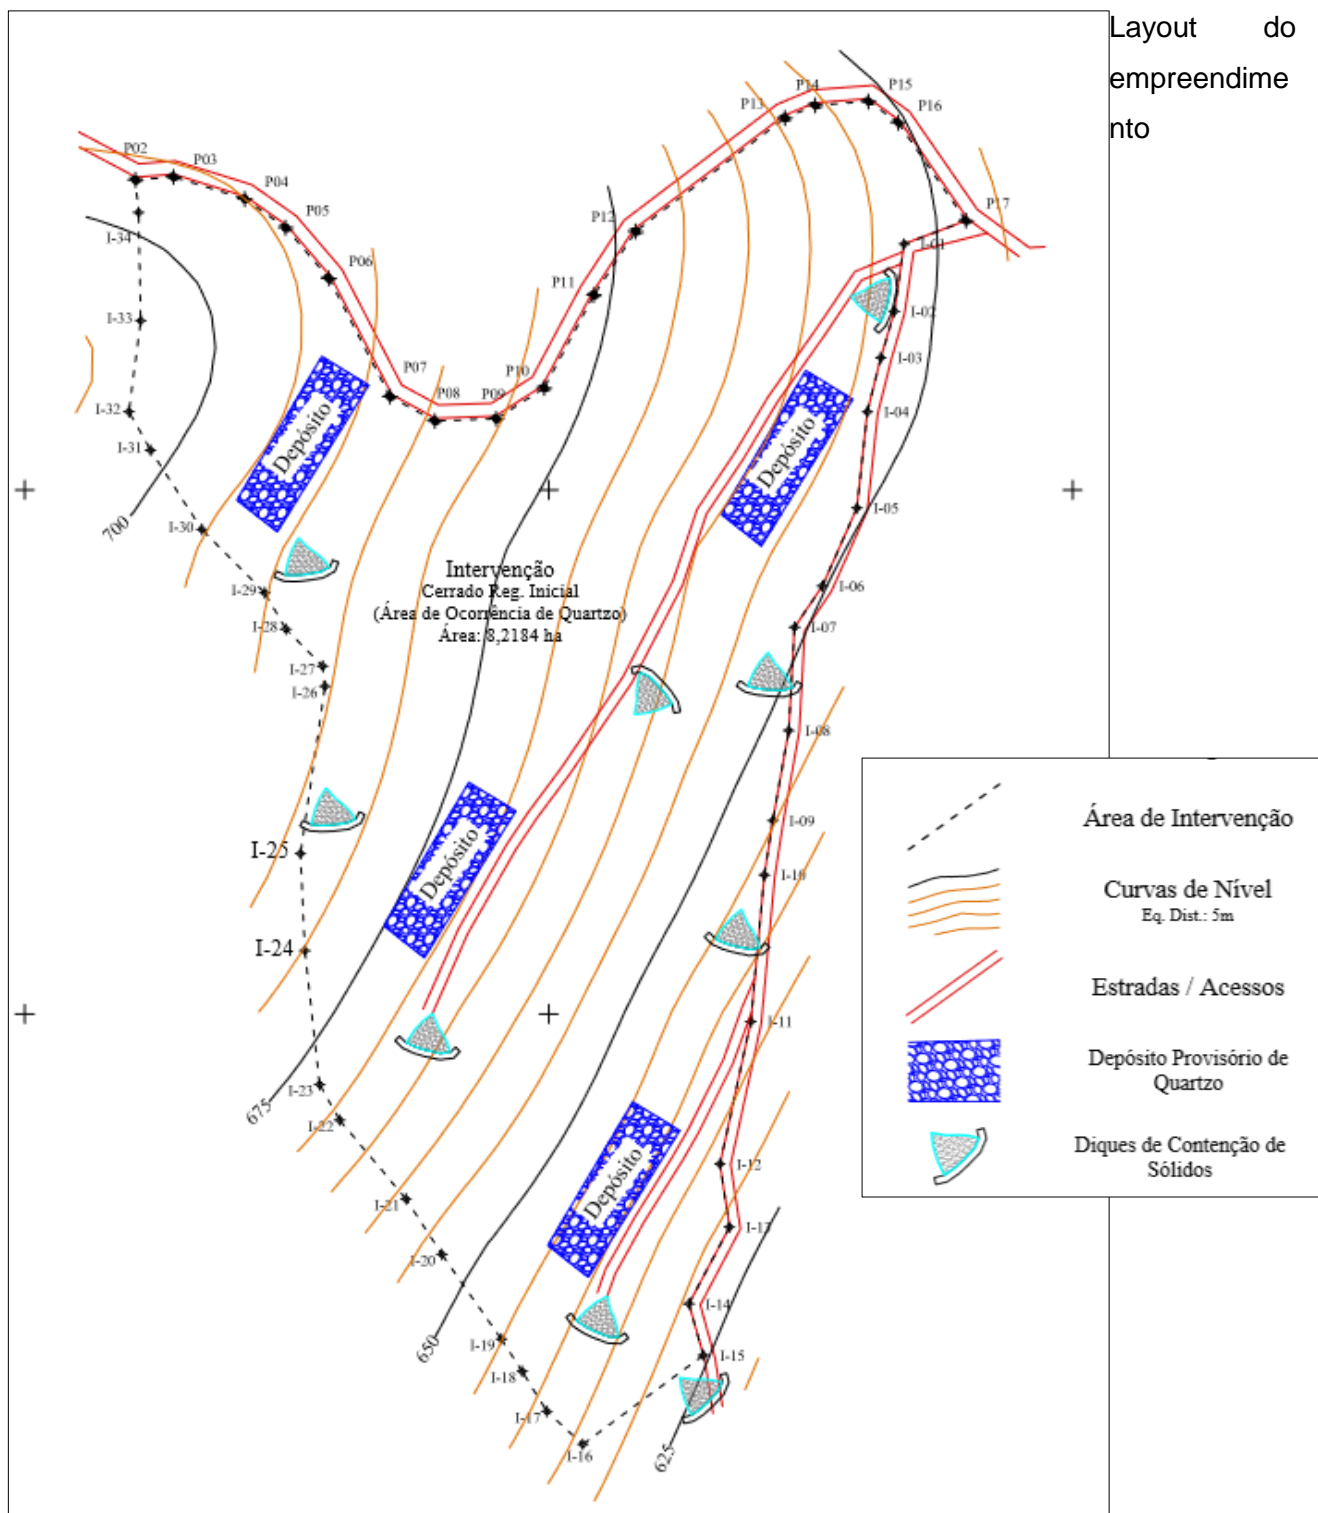 Layout do
empreendime
nto
P02
P03
P04
P05
P06
P07
P08
P09
P10
P11
P12
P13
P14
P15
P16
P17
I-01
I-02
I-03
I-04
I-05
I-06
I-07
I-08
I-09
I-10
I-11
I-12
I-13
I-14
I-15
I-16
I-17
I-18
I-19
I-20
I-21
I-22
I-23
I-24
I-25
I-26
I-27
I-28
I-29
I-30
I-31
I-32
I-33
I-34
700
675
650
625
Depósito
Depósito
Depósito
Depósito
Intervenção
Cerrado Reg. Inicial
(Área de Ocorrência de Quartzo)
Área: 8,2184 ha
Área de Intervenção
Curvas de Nível
Eq. Dist.: 5m
Estradas / Acessos
Depósito Provisório de
Quartzo
Diques de Contenção de
Sólidos